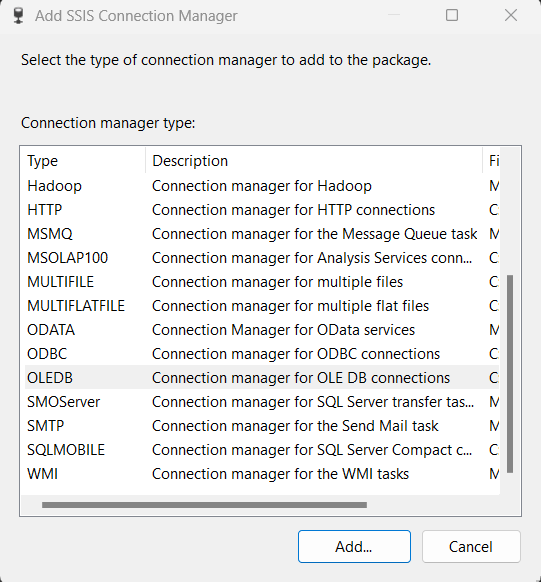 Add SSIS Connection Manager
Select the type of connection manager to add to the package.
Connection manager type:
Type Description Fi
Hadoop Connection manager for Hadoop M
HTTP Connection manager for HTTP connections C
MSMQ Connection manager for the Message Queue task M
MSOLAP100 Connection manager for Analysis Services conn... C
MULTIFILE Connection manager for multiple files M
MULTIFLATFILE Connection manager for multiple flat files M
ODATA Connection Manager for OData services M
ODBC Connection manager for ODBC connections C
OLEDB Connection manager for OLE DB connections C
SMOServer Connection manager for SQL Server transfer tas... M
SMTP Connection manager for the Send Mail task M
SQLMOBILE Connection manager for SQL Server Compact c... C
WMI Connection manager for the WMI tasks M
Add... Cancel